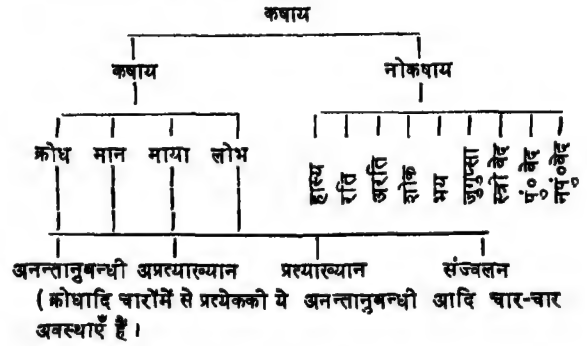 कषाय
कषाय नोकषाय
क्रोध मान माया लोभ हास्य रति अरति शोक भय जुगुप्सा स्त्री वेद पुं० वेद नपुं०वेद
अनन्तानुबन्धी अप्रत्याख्यान प्रत्याख्यान संज्वलन
( क्रोधादि चारोंमें से प्रत्येकको ये अनन्तानुबन्धी आदि चार-चार
अवस्थाएँ हैं ।